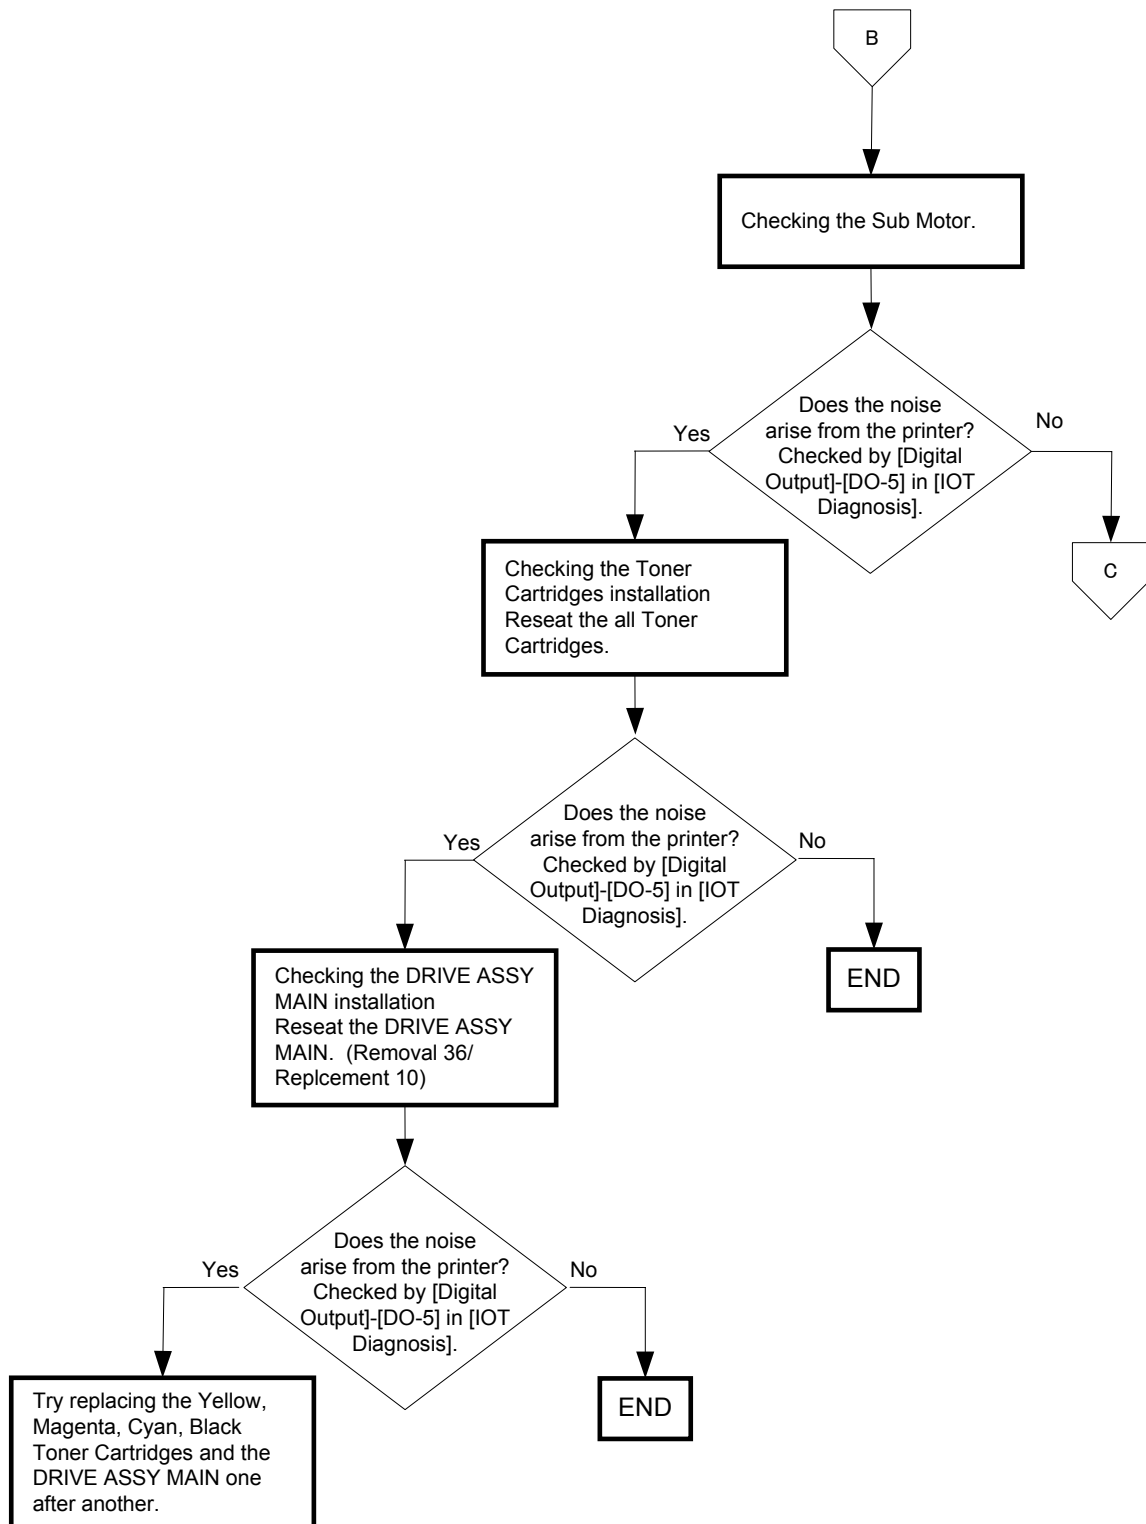 B
Checking the Sub Motor.
Does the noise
arise from the printer?
Checked by [Digital
Output]-[DO-5] in [IOT
Diagnosis].
Yes
No
C
Checking the Toner
Cartridges installation
Reseat the all Toner
Cartridges.
Does the noise
arise from the printer?
Checked by [Digital
Output]-[DO-5] in [IOT
Diagnosis].
Yes
No
END
Checking the DRIVE ASSY
MAIN installation
Reseat the DRIVE ASSY
MAIN.  (Removal 36/
Replcement 10)
Does the noise
arise from the printer?
Checked by [Digital
Output]-[DO-5] in [IOT
Diagnosis].
Yes
No
END
Try replacing the Yellow,
Magenta, Cyan, Black
Toner Cartridges and the
DRIVE ASSY MAIN one
after another.